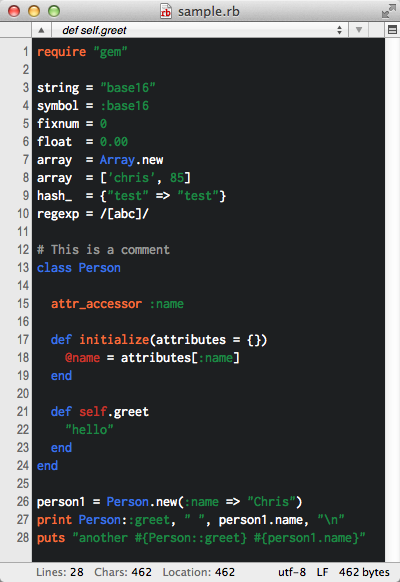 rb sample.rb
def self.greet
1 require "gem"
2
3 string = "base16"
4 symbol = :base16
5 fixnum = 0
6 float  = 0.00
7 array  = Array.new
8 array  = ['chris', 85]
9 hash_  = {"test" => "test"}
10 regexp = /[abc]/
11
12 # This is a comment
13 class Person
14
15   attr_accessor :name
16
17   def initialize(attributes = {})
18     @name = attributes[:name]
19   end
20
21   def self.greet
22     "hello"
23   end
24 end
25
26 person1 = Person.new(:name => "Chris")
27 print Person::greet, " ", person1.name, "\n"
28 puts "another #{Person::greet} #{person1.name}"
Lines: 28 Chars: 462 Location: 462 utf-8 LF 462 bytes